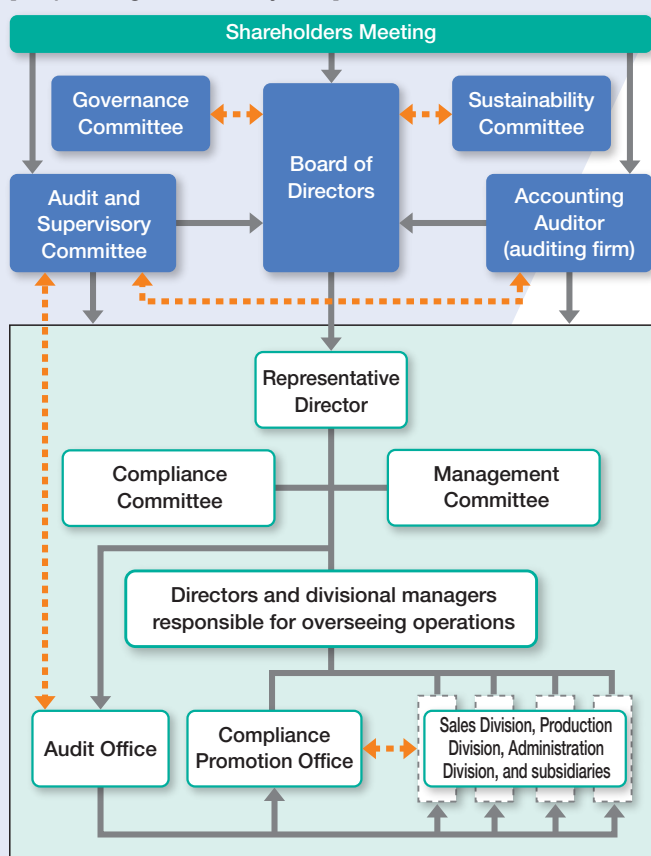 Shareholders Meeting
Governance
Committee
Sustainability
Committee
Board of
Directors
Audit and
Supervisory
Committee
Accounting
Auditor
(auditing firm)
Representative
Director
Compliance
Committee
Management
Committee
Directors and divisional managers
responsible for overseeing operations
Audit Office
Compliance
Promotion Office
Sales Division, Production
Division, Administration
Division, and subsidiaries